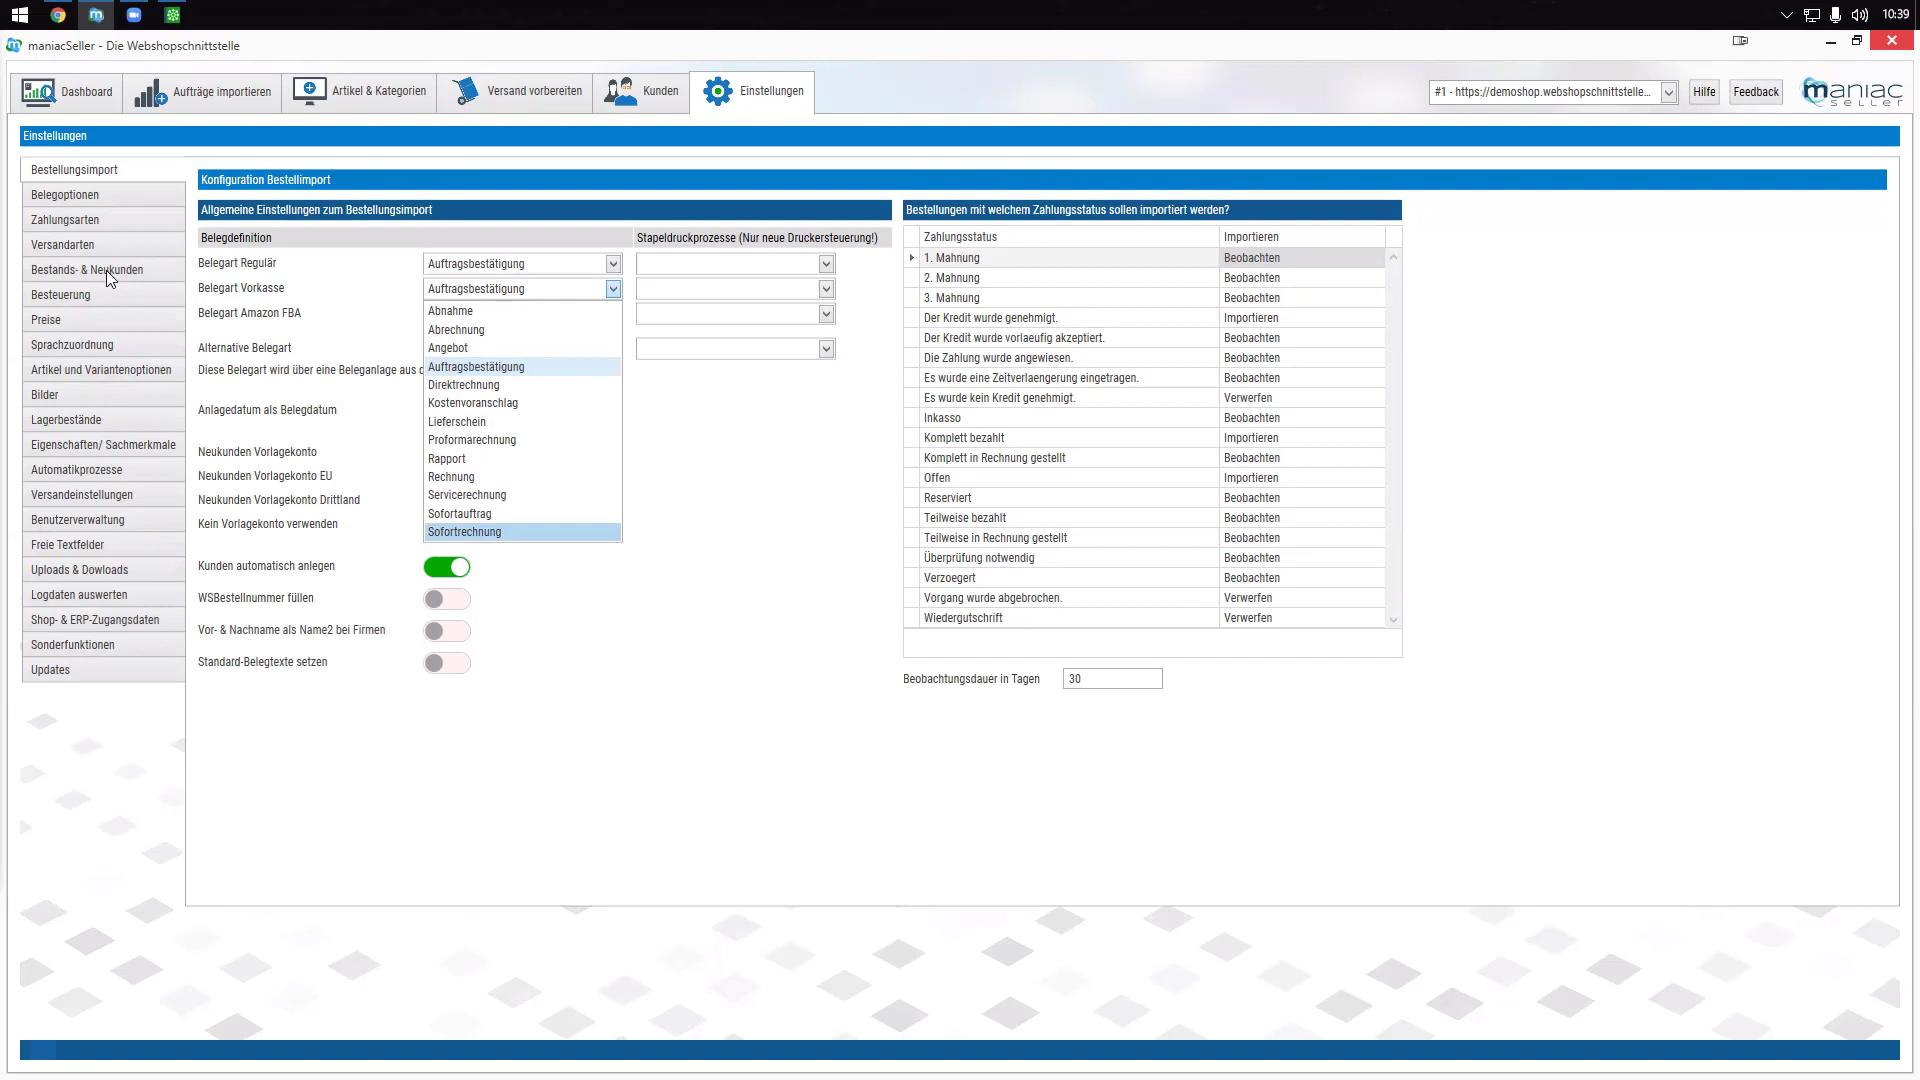 10:39
maniacSeller - Die Webshopschnittstelle
Dashboard
Aufträge importieren
Artikel & Kategorien
Versand vorbereiten
Kunden
Einstellungen
#1 - https://demoshop.webshopschnittstelle...
Hilfe
Feedback
maniac
seller
Einstellungen
Bestellungsimport
Belegoptionen
Zahlungsarten
Versandarten
Bestands- & Neukunden
Besteuerung
Preise
Sprachzuordnung
Artikel und Variantenoptionen
Bilder
Lagerbestände
Eigenschaften/ Sachmerkmale
Automatikprozesse
Versandeinstellungen
Benutzerverwaltung
Freie Textfelder
Uploads & Dowloads
Logdaten auswerten
Shop- & ERP-Zugangsdaten
Sonderfunktionen
Updates
Konfiguration Bestellimport
Allgemeine Einstellungen zum Bestellungsimport
Belegdefinition
Stapeldruckprozesse (Nur neue Druckersteuerung!)
Belegart Regulär
Auftragsbestätigung
Belegart Vorkasse
Auftragsbestätigung
Belegart Amazon FBA
Alternative Belegart
Diese Belegart wird über eine Beleganlage aus d
Anlagedatum als Belegdatum
Neukunden Vorlagekonto
Neukunden Vorlagekonto EU
Neukunden Vorlagekonto Drittland
Kein Vorlagekonto verwenden
Kunden automatisch anlegen
WSBestellnummer füllen
Vor- & Nachname als Name2 bei Firmen
Standard-Belegtexte setzen
Abnahme
Abrechnung
Angebot
Auftragsbestätigung
Direktrechnung
Kostenvoranschlag
Lieferschein
Proformarechnung
Rapport
Rechnung
Servicerechnung
Sofortauftrag
Sofortrechnung
Bestellungen mit welchem Zahlungsstatus sollen importiert werden?
Zahlungsstatus Importieren
1. Mahnung Beobachten
2. Mahnung Beobachten
3. Mahnung Beobachten
Der Kredit wurde genehmigt. Importieren
Der Kredit wurde vorlaeufig akzeptiert. Beobachten
Die Zahlung wurde angewiesen. Beobachten
Es wurde eine Zeitverlaengerung eingetragen. Beobachten
Es wurde kein Kredit genehmigt. Verwerfen
Inkasso Beobachten
Komplett bezahlt Importieren
Komplett in Rechnung gestellt Beobachten
Offen Importieren
Reserviert Beobachten
Teilweise bezahlt Beobachten
Teilweise in Rechnung gestellt Beobachten
Überprüfung notwendig Beobachten
Verzoegert Beobachten
Vorgang wurde abgebrochen. Verwerfen
Wiedergutschrift Verwerfen
Beobachtungsdauer in Tagen 30